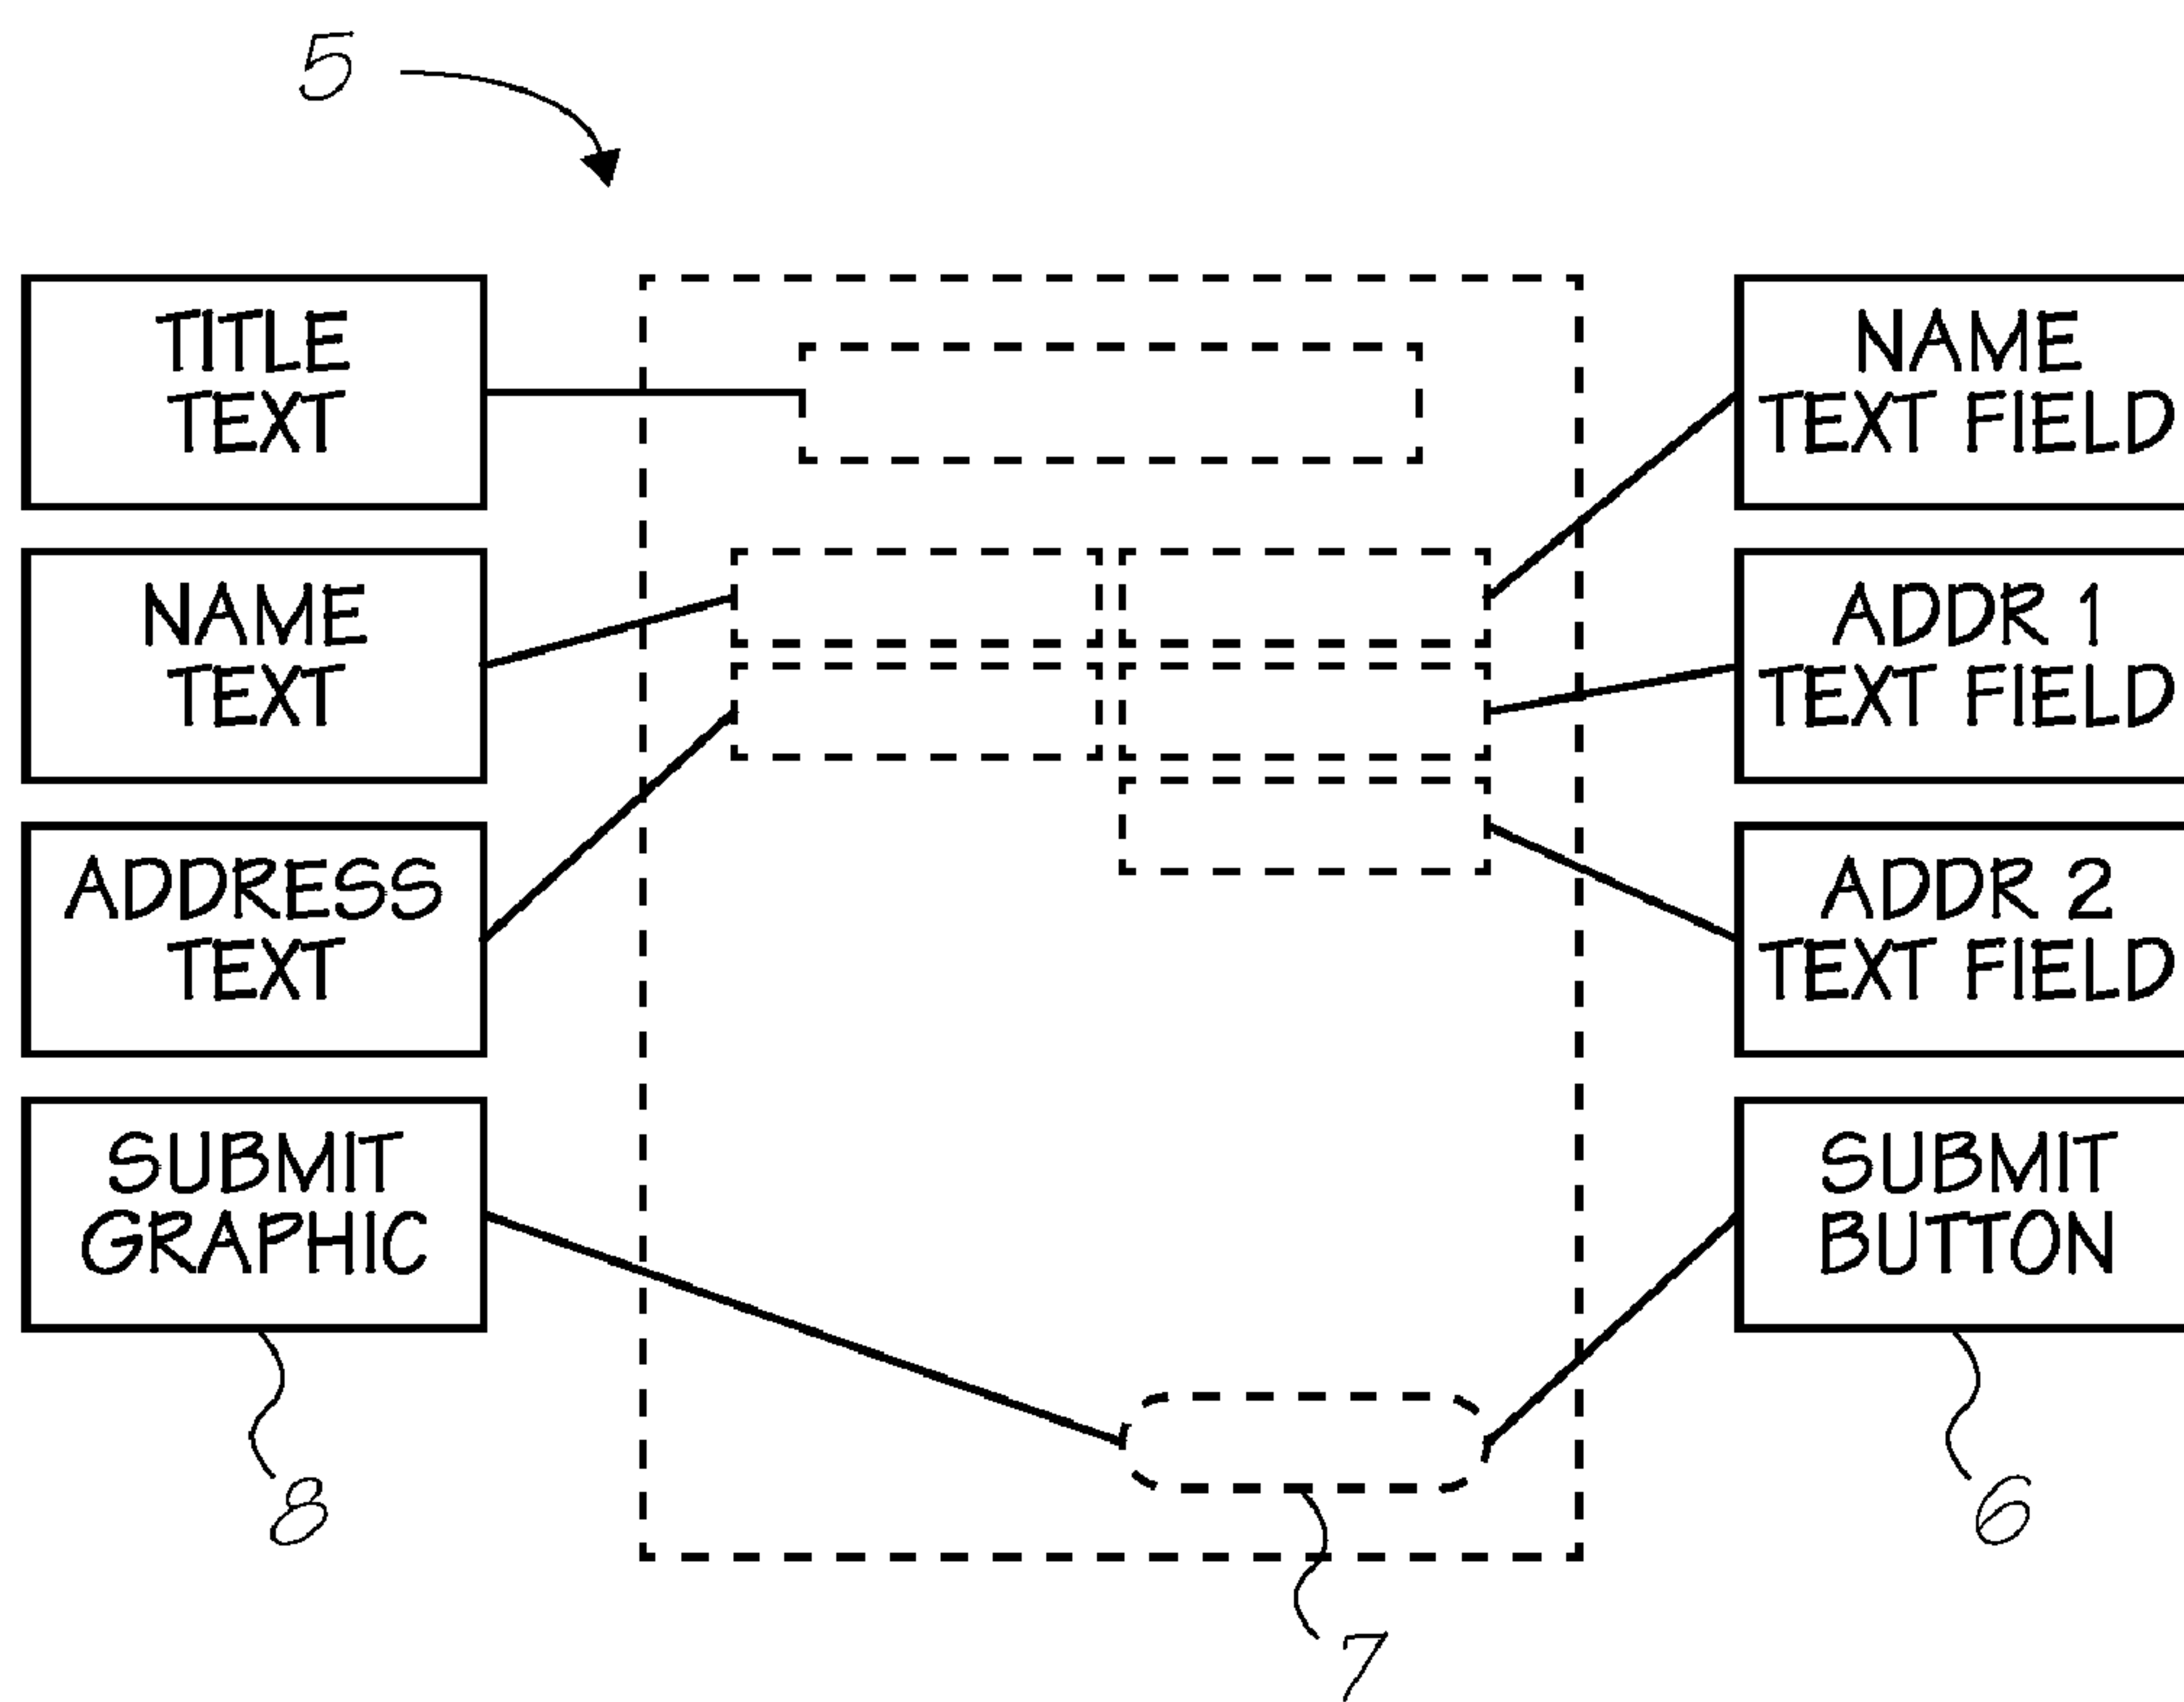 5
TITLE
TEXT
NAME
TEXT
ADDRESS
TEXT
SUBMIT
GRAPHIC
8
NAME
TEXT FIELD
ADDR 1
TEXT FIELD
ADDR 2
TEXT FIELD
SUBMIT
BUTTON
6
7